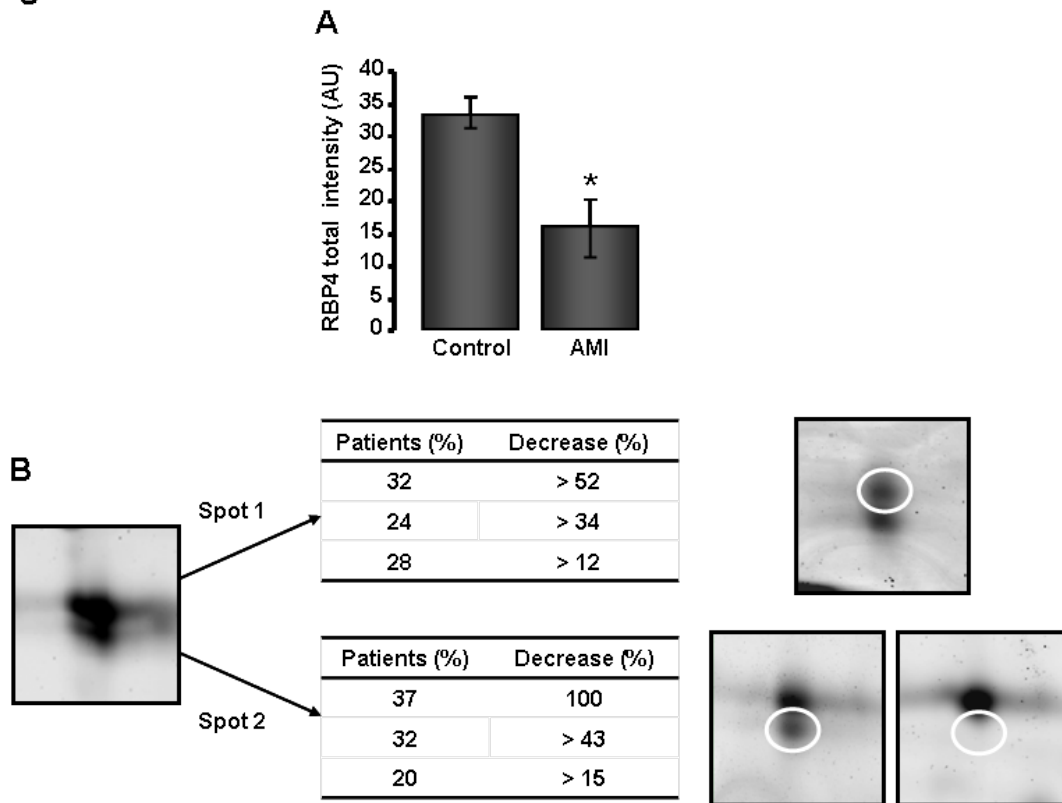 A
RBP4 total intensity (AU)
40
35
30
25
20
15
10
5
0
*
Control AMI
B
Spot 1
Patients (%) Decrease (%)
32 > 52
24 > 34
28 > 12
Spot 2
Patients (%) Decrease (%)
37 100
32 > 43
20 > 15